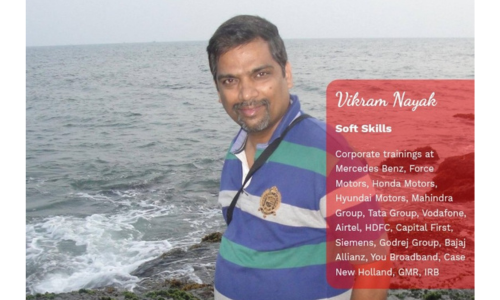 Vikram Nayak
Soft Skills
Corporate trainings at
Mercedes Benz, Force
Motors, Honda Motors,
Hyundai Motors, Mahindra
Group, Tata Group, Vodafone,
Airtel, HDFC, Capital First,
Siemens, Godrej Group, Bajaj
Allianz, You Broadband, Case
New Holland, GMR, IRB